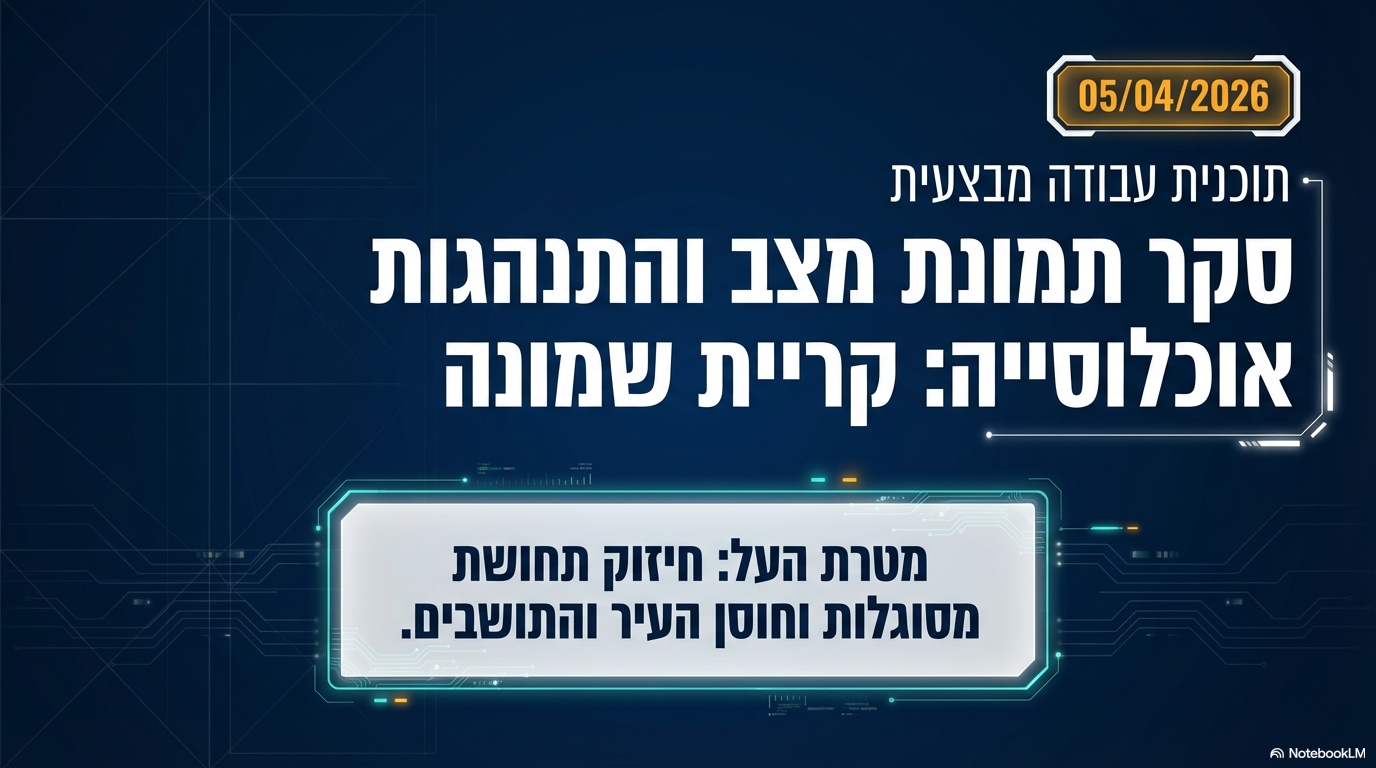 05/04/2026
תוכנית עבודה מבצעית
סקר תמונת מצב והתנהגות
אוכלוסייה: קריית שמונה
מטרת העל: חיזוק תחושת
מסוגלות וחוסן העיר והתושבים.
NotebookLM